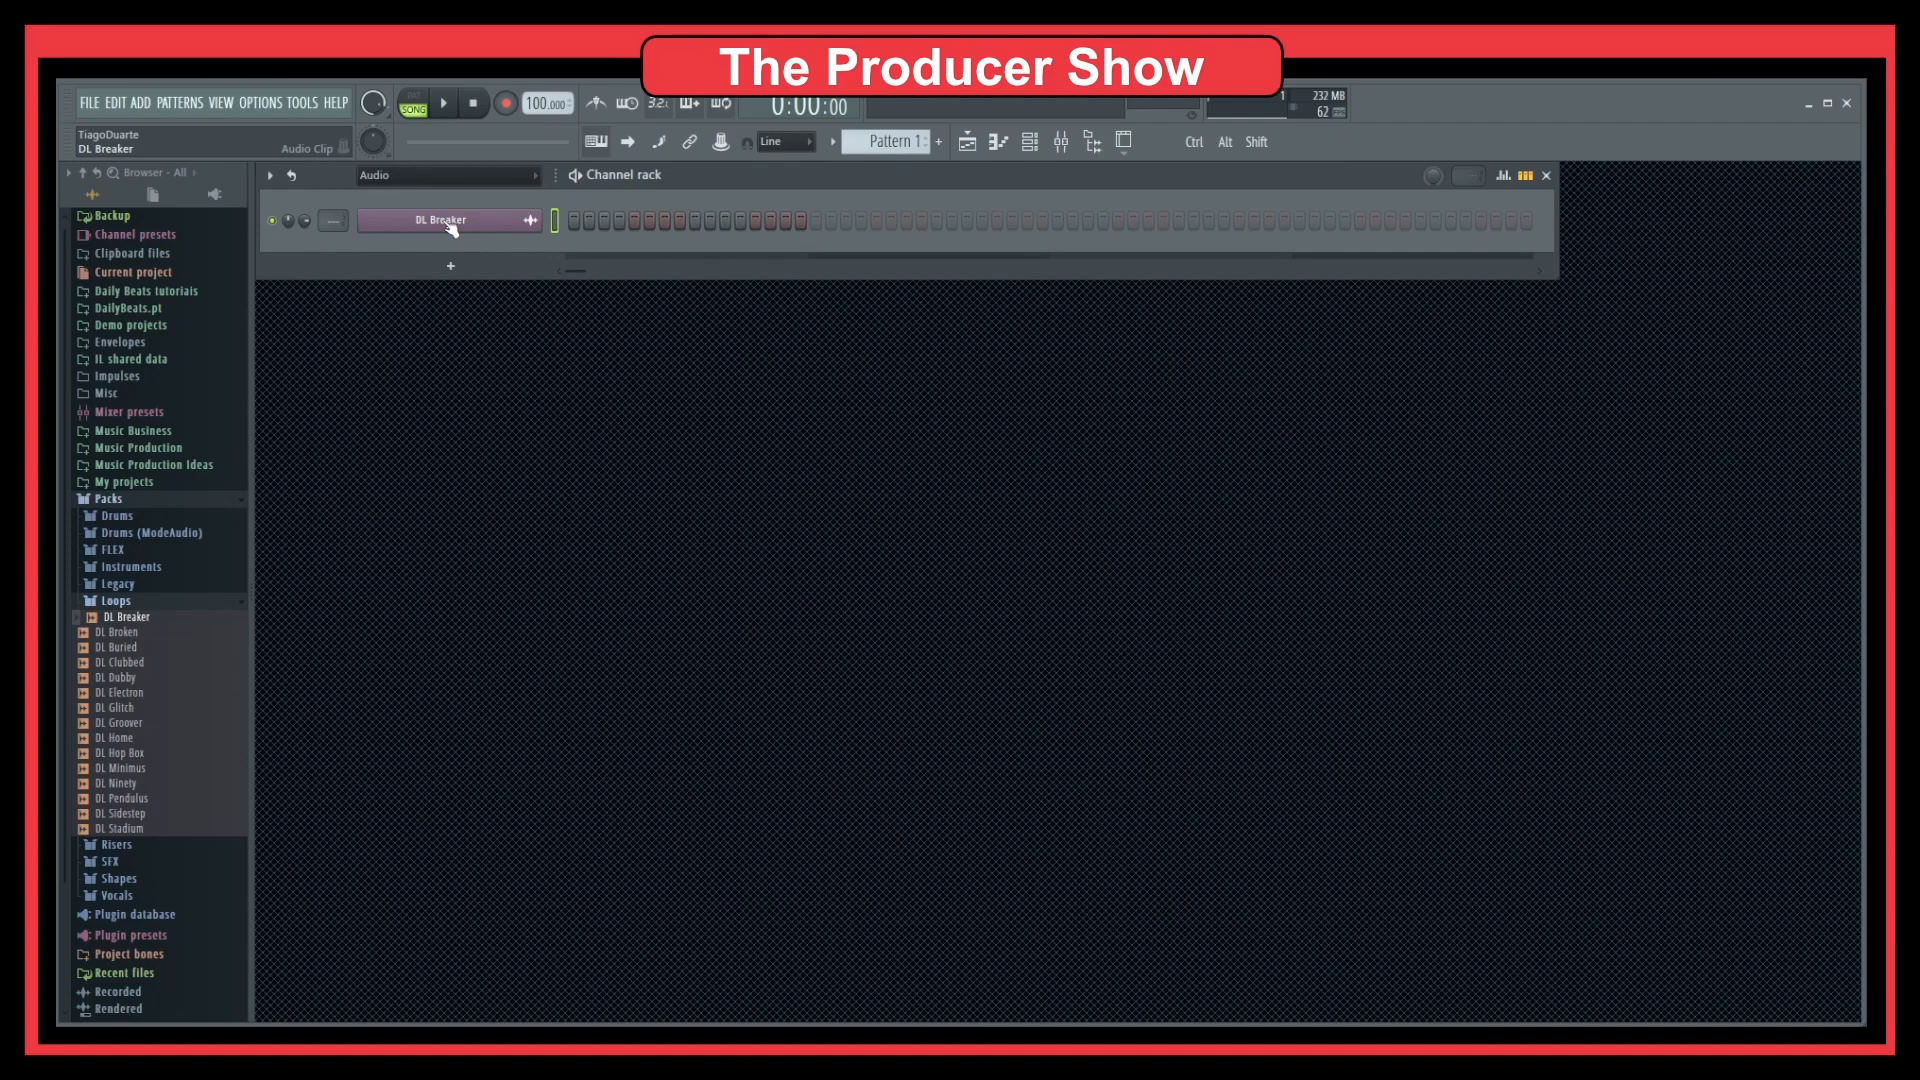 The Producer Show
FILE EDIT ADD PATTERNS VIEW OPTIONS TOOLS HELP
PAT
SONG
100.000
3.2.
0:00:00
1
232 MB
62
TiagoDuarte
DL Breaker
Audio Clip
Line
Pattern 1
+
Ctrl
Alt
Shift
Browser - All
Audio
Channel rack
DL Breaker
+
Backup
Channel presets
Clipboard files
Current project
Daily Beats tutoriais
DailyBeats.pt
Demo projects
Envelopes
IL shared data
Impulses
Misc
Mixer presets
Music Business
Music Production
Music Production Ideas
My projects
Packs
Drums
Drums (ModeAudio)
FLEX
Instruments
Legacy
Loops
DL Breaker
DL Broken
DL Buried
DL Clubbed
DL Dubby
DL Electron
DL Glitch
DL Groover
DL Home
DL Hop Box
DL Minimus
DL Ninety
DL Pendulus
DL Sidestep
DL Stadium
Risers
SFX
Shapes
Vocals
Plugin database
Plugin presets
Project bones
Recent files
Recorded
Rendered